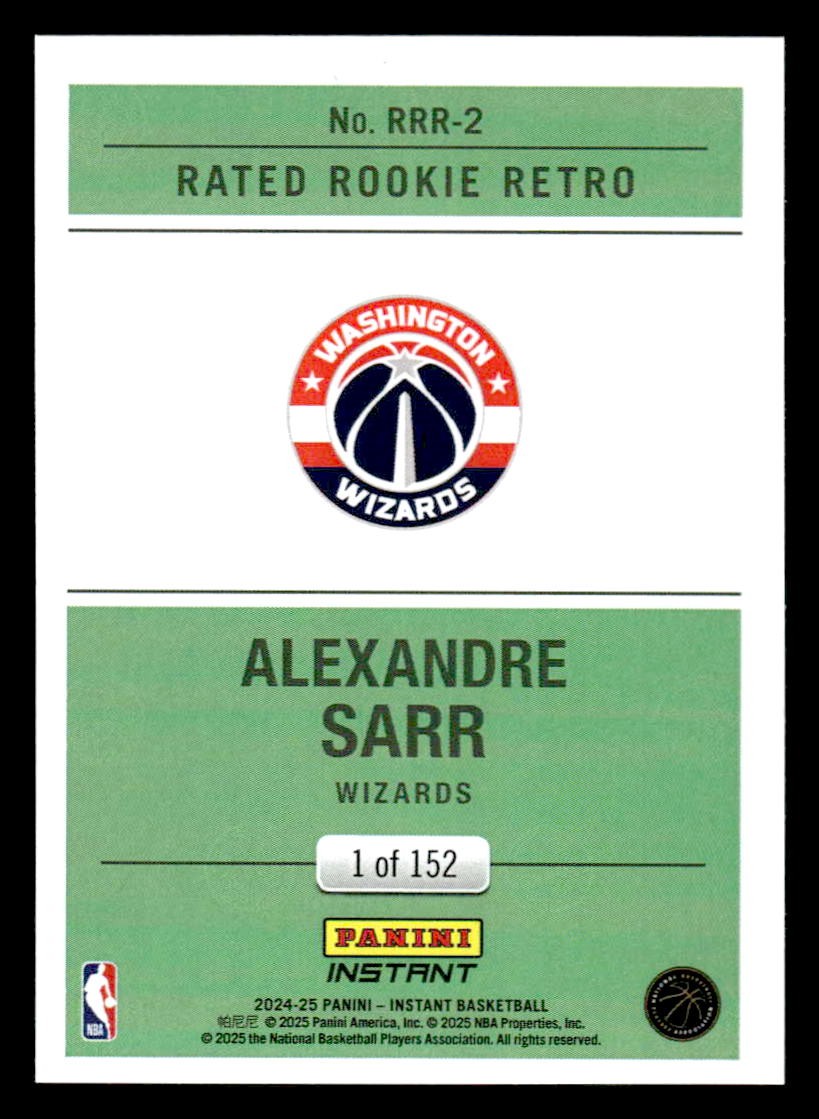 No. RRR-2
RATED ROOKIE RETRO
WASHINGTON
WIZARDS
ALEXANDRE
SARR
WIZARDS
1 of 152
PANINI
INSTANT
NBA
2024-25 PANINI – INSTANT BASKETBALL
帕尼尼 © 2025 Panini America, Inc. © 2025 NBA Properties, Inc.
© 2025 the National Basketball Players Association. All rights reserved.